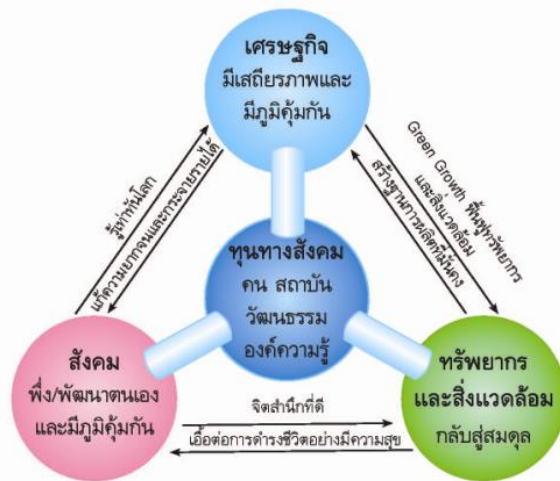 เศรษฐกิจ
มีเสถียรภาพและ
มีภูมิคุ้มกัน
รู้เท่าทันโลก
แก้ความยากจนและกระจายรายได้
Green Growth ฟื้นฟูทรัพยากร
และสิ่งแวดล้อม
สร้างฐานการผลิตที่มั่นคง
ทุนทางสังคม
คน สถาบัน
วัฒนธรรม
องค์ความรู้
สังคม
พึ่ง/พัฒนาตนเอง
และมีภูมิคุ้มกัน
จิตสำนึกที่ดี
เอื้อต่อการดำรงชีวิตอย่างมีความสุข
ทรัพยากร
และสิ่งแวดล้อม
กลับสู่สมดุล